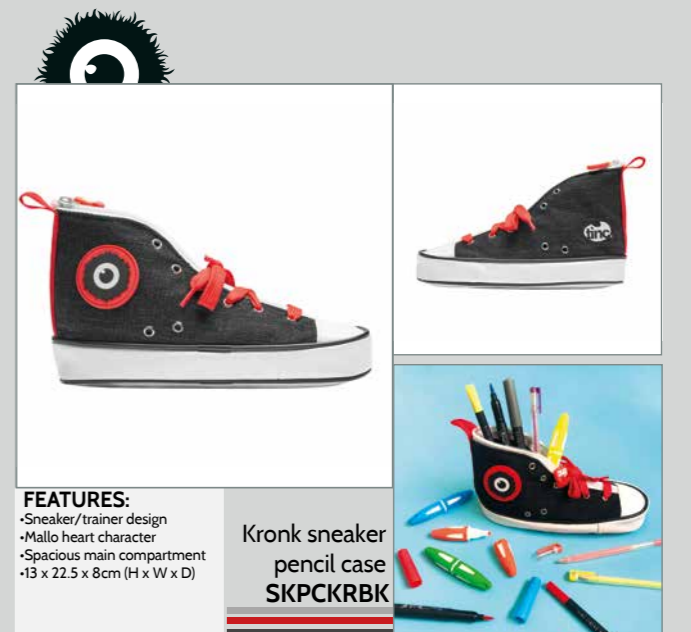 tinc
FEATURES:
•Sneaker/trainer design
•Mallo heart character
•Spacious main compartment
•13 x 22.5 x 8cm (H x W x D)
Kronk sneaker
pencil case
SKPCKRBK